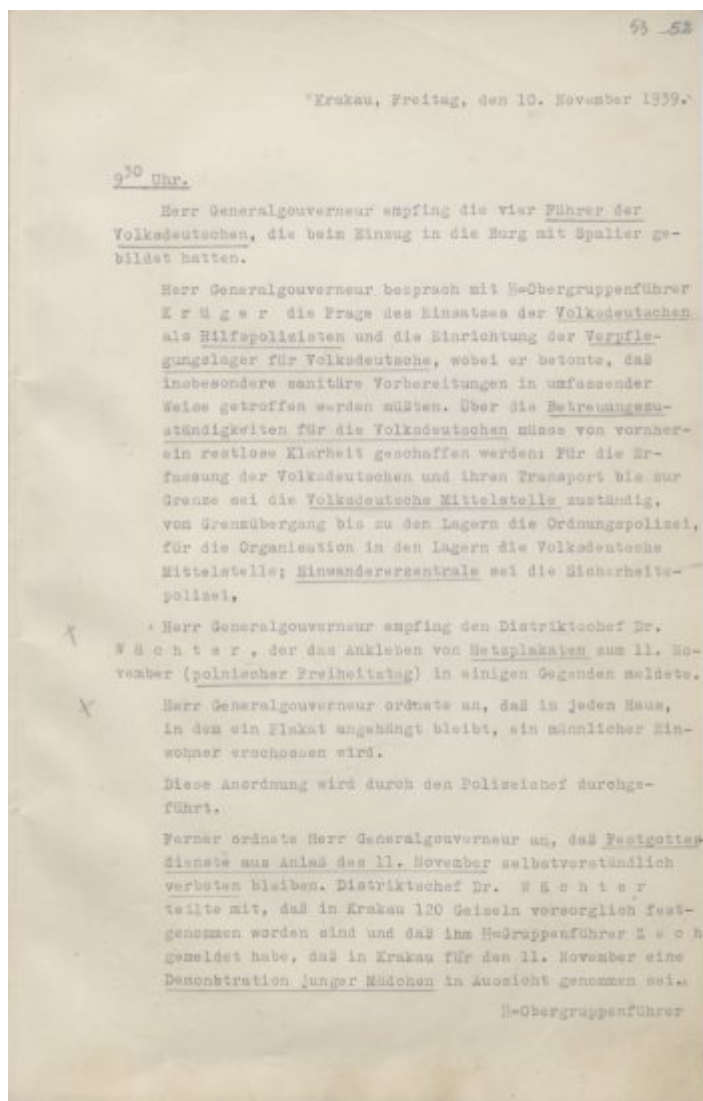 53 52
Krakau, Freitag, den 10. November 1939.
9³⁰ Uhr.
Herr Generalgouverneur empfing die vier Führer der
Volksdeutschen, die beim Einzug in die Burg mit Spalier ge-
bildet hatten.
Herr Generalgouverneur besprach mit H=Obergruppenführer
K r ü g e r die Frage des Einsatzes der Volksdeutschen
als Hilfspolizisten und die Einrichtung der Verpfle-
gungslager für Volksdeutsche, wobei er betonte, daß
insbesondere sanitäre Vorbereitungen in umfassender
Weise getroffen werden müßten. Über die Betreuungszu-
ständigkeiten für die Volksdeutschen müsse von vornher-
ein restlose Klarheit geschaffen werden: Für die Er-
fassung der Volksdeutschen und ihren Transport bis zur
Grenze sei die Volksdeutsche Mittelstelle zuständig,
vom Grenzübergang bis zu den Lagern die Ordnungspolizei,
für die Organisation in den Lagern die Volksdeutsche
Mittelstelle; Einwandererzentrale sei die Sicherheits-
polizei.
Herr Generalgouverneur empfing den Distriktschef Dr.
W ä c h t e r , der das Ankleben von Hetzplakaten zum 11. No-
vember (polnischer Freiheitstag) in einigen Gegenden meldete.
Herr Generalgouverneur ordnete an, daß in jedem Haus,
in dem ein Plakat angehängt bleibt, ein männlicher Ein-
wohner erschossen wird.
Diese Anordnung wird durch den Polizeichef durchge-
führt.
Ferner ordnete Herr Generalgouverneur an, daß Festgottes-
dienste aus Anlaß des 11. November selbstverständlich
verboten bleiben. Distriktschef Dr. W ä c h t e r
teilte mit, daß in Krakau 120 Geiseln vorsorglich fest-
genommen worden sind und daß ihm H=Gruppenführer Z e c h
gemeldet habe, daß in Krakau für den 11. November eine
Demonstration junger Mädchen in Aussicht genommen sei.
H=Obergruppenführer